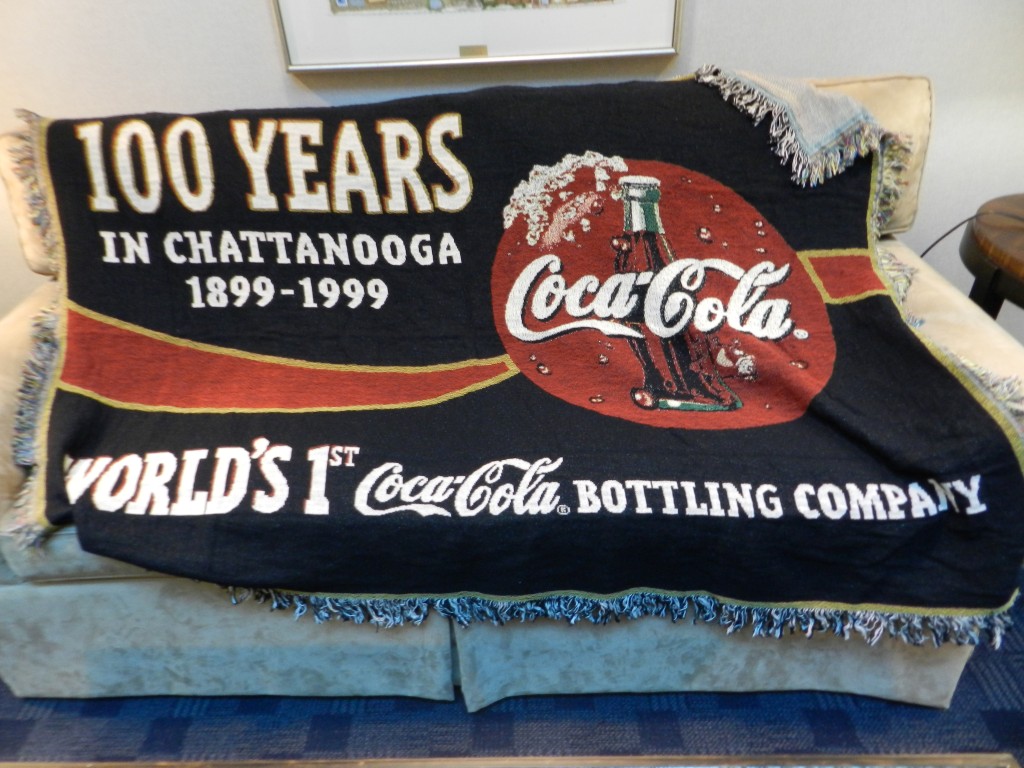 100 YEARS
IN CHATTANOOGA
1899-1999
Coca-Cola®
WORLD'S 1ST Coca-Cola® BOTTLING COMPANY